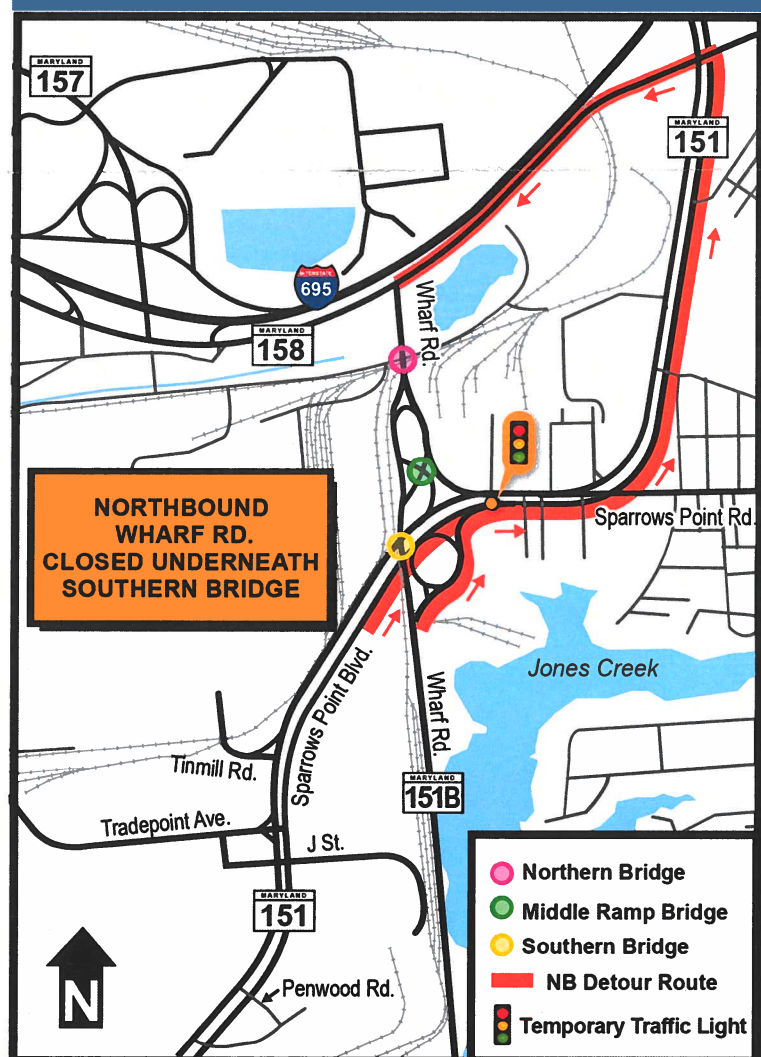 MARYLAND
157
MARYLAND
151
INTERSTATE
695
MARYLAND
158
Wharf Rd.
NORTHBOUND
WHARF RD.
CLOSED UNDERNEATH
SOUTHERN BRIDGE
Sparrows Point Rd.
Jones Creek
Sparrows Point Blvd.
Wharf Rd.
Tinmill Rd.
MARYLAND
151B
Tradepoint Ave.
J St.
MARYLAND
151
Penwood Rd.
N
Northern Bridge
Middle Ramp Bridge
Southern Bridge
NB Detour Route
Temporary Traffic Light